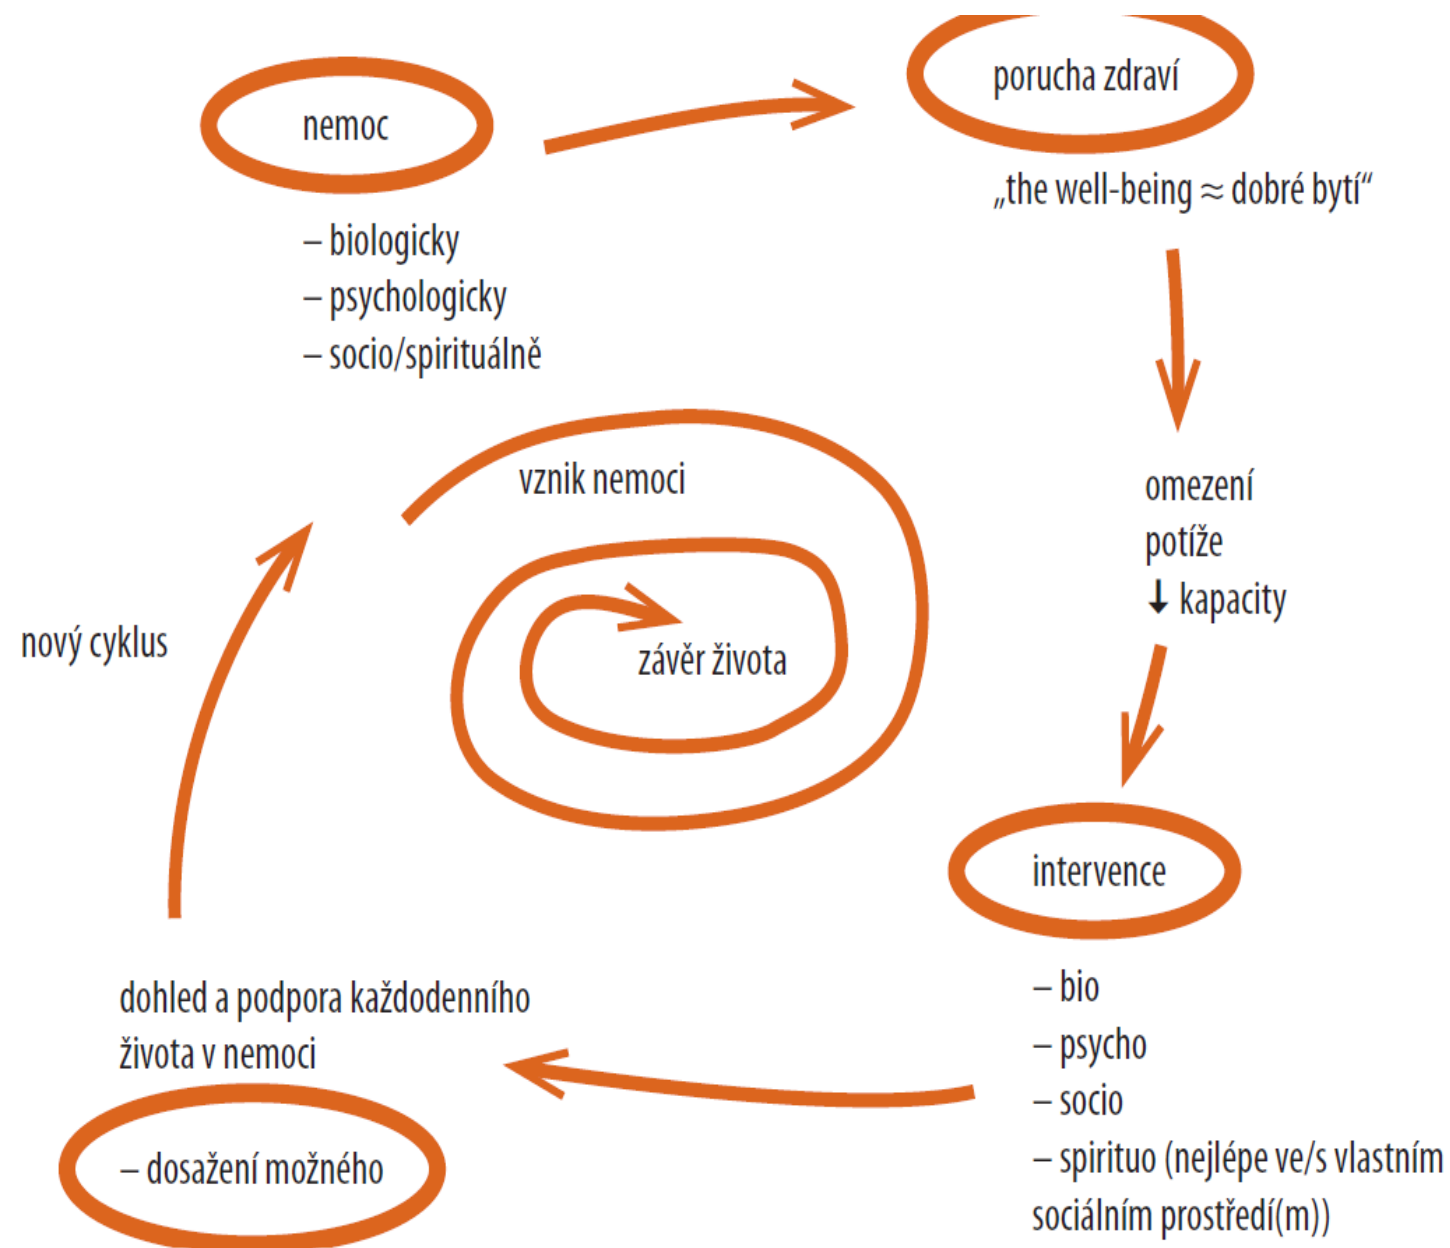 nemoc
– biologicky
– psychologicky
– socio/spirituálně
porucha zdraví
„the well-being ≈ dobré bytí“
omezení
potíže
↓ kapacity
intervence
– bio
– psycho
– socio
– spirituo (nejlépe ve/s vlastním
sociálním prostředí(m))
dohled a podpora každodenního
života v nemoci
– dosažení možného
nový cyklus
vznik nemoci
závěr života